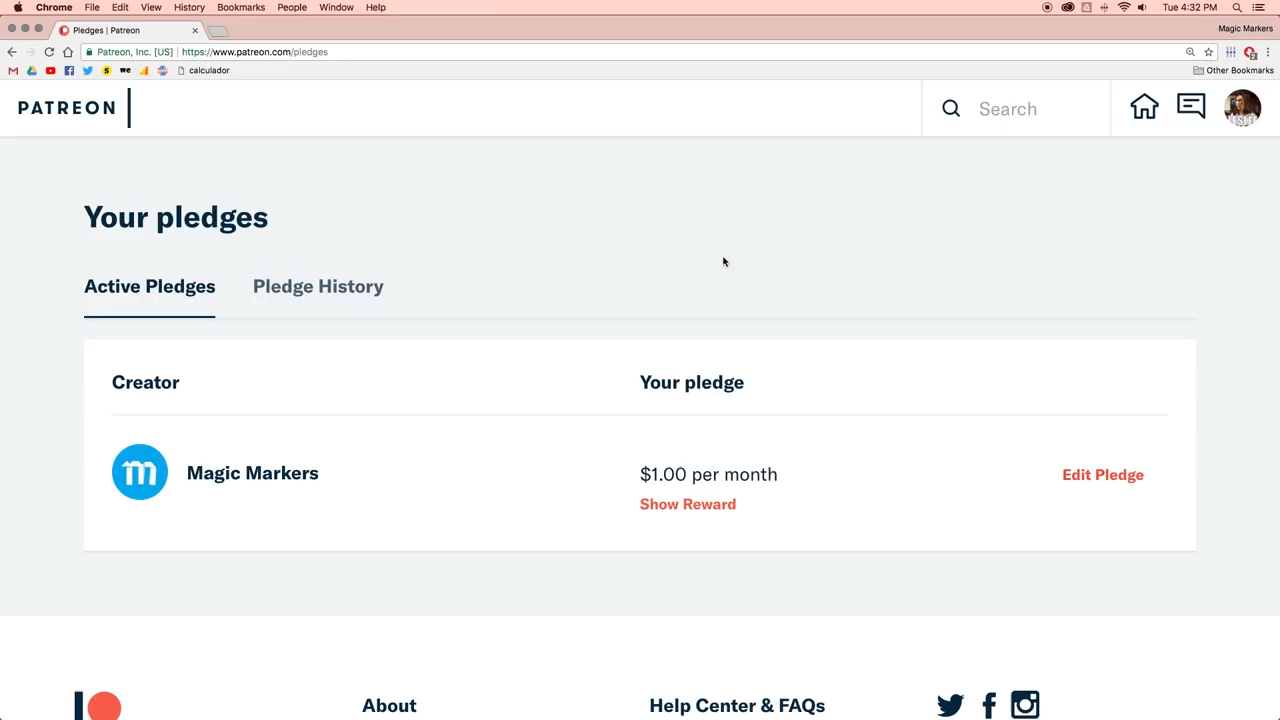 Chrome File Edit View History Bookmarks People Window Help Tue 4:32 PM
Pledges | Patreon Magic Markers
Patreon, Inc. [US] https://www.patreon.com/pledges
calculador Other Bookmarks
PATREON Search
Your pledges
Active Pledges Pledge History
Creator Your pledge
Magic Markers $1.00 per month Edit Pledge
Show Reward
About Help Center & FAQs